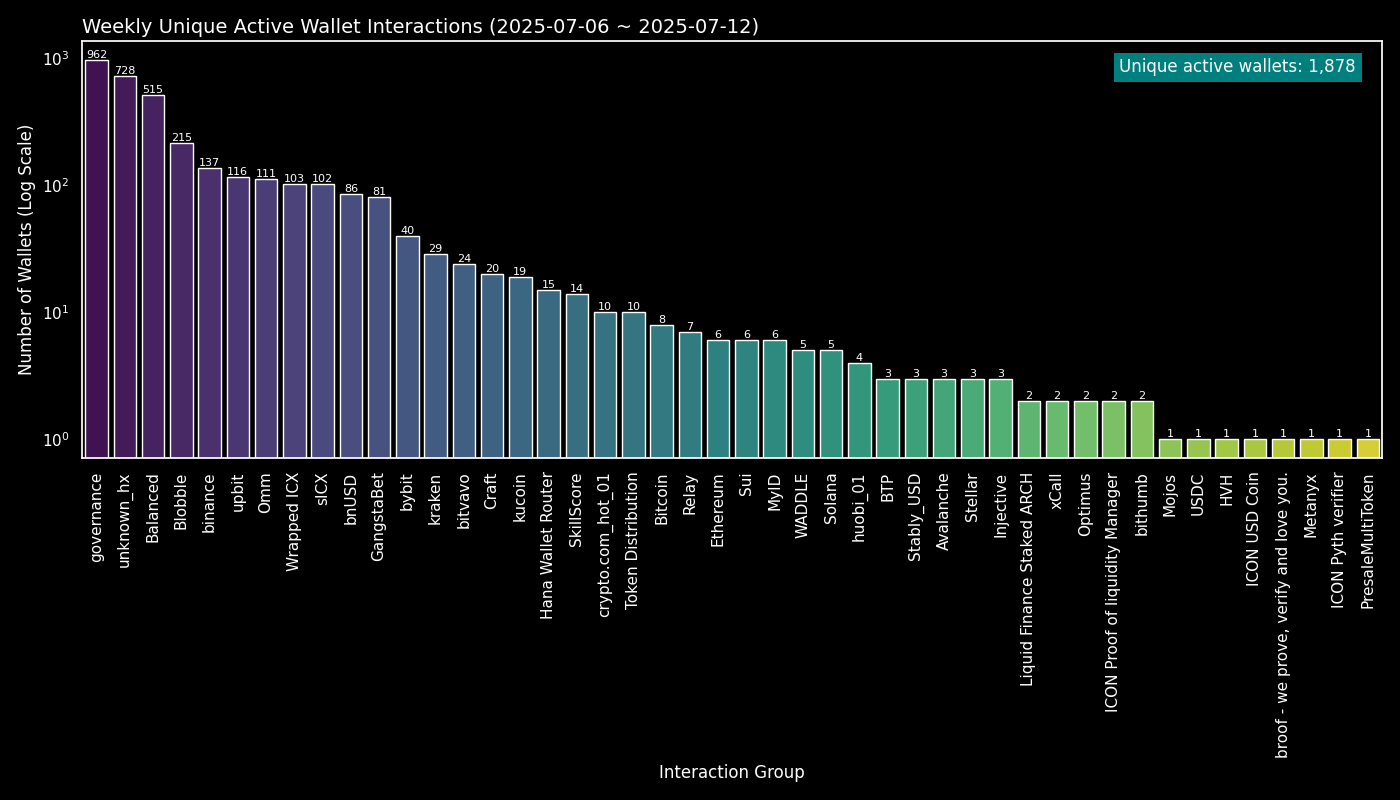 Weekly Unique Active Wallet Interactions (2025-07-06 ~ 2025-07-12)
Unique active wallets: 1,878
Number of Wallets (Log Scale)
10³
10²
10¹
10⁰
962
728
515
215
137
116
111
103
102
86
81
40
29
24
20
19
15
14
10
10
8
7
6
6
6
5
5
4
3
3
3
3
3
2
2
2
2
2
1
1
1
1
1
1
1
1
governance
unknown_hx
Balanced
Blobble
binance
upbit
Omm
Wrapped ICX
sICX
bnUSD
GangstaBet
bybit
kraken
bitvavo
Craft
kucoin
Hana Wallet Router
SkillScore
crypto.com_hot_01
Token Distribution
Bitcoin
Relay
Ethereum
Sui
MyID
WADDLE
Solana
huobi_01
BTP
Stably_USD
Avalanche
Stellar
Injective
Liquid Finance Staked ARCH
xCall
Optimus
ICON Proof of liquidity Manager
bithumb
Mojos
USDC
HVH
ICON USD Coin
broof - we prove, verify and love you.
Metanyx
ICON Pyth verifier
PresaleMultiToken
Interaction Group